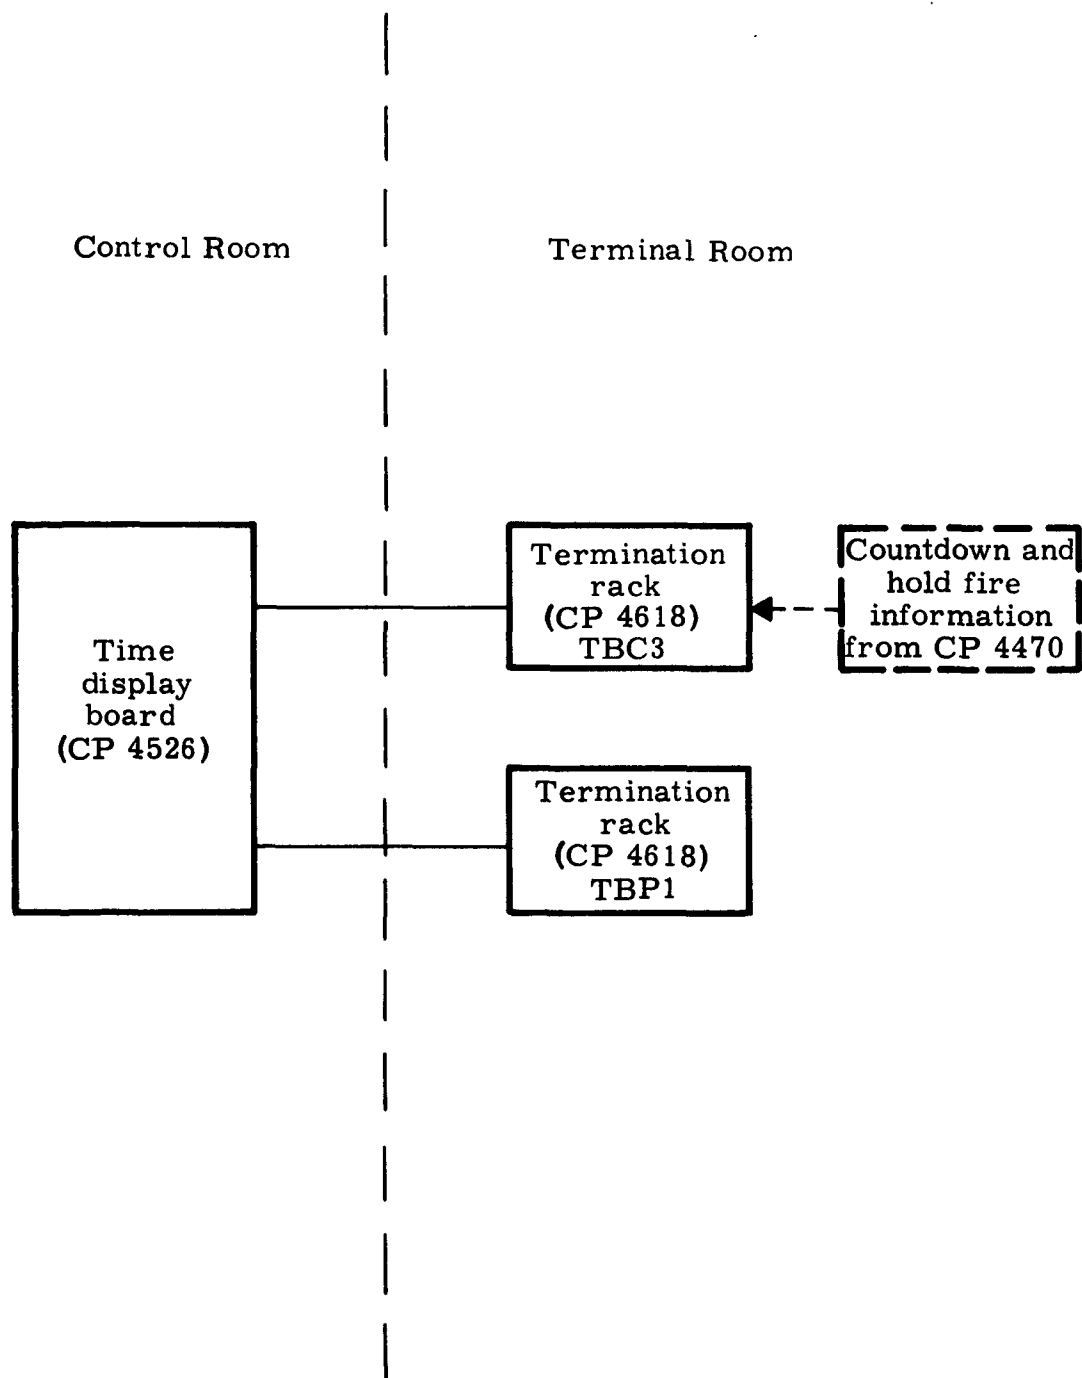 Control Room
Terminal Room
Time
display
board
(CP 4526)
Termination
rack
(CP 4618)
TBC3
Countdown and
hold fire
information
from CP 4470
Termination
rack
(CP 4618)
TBP1